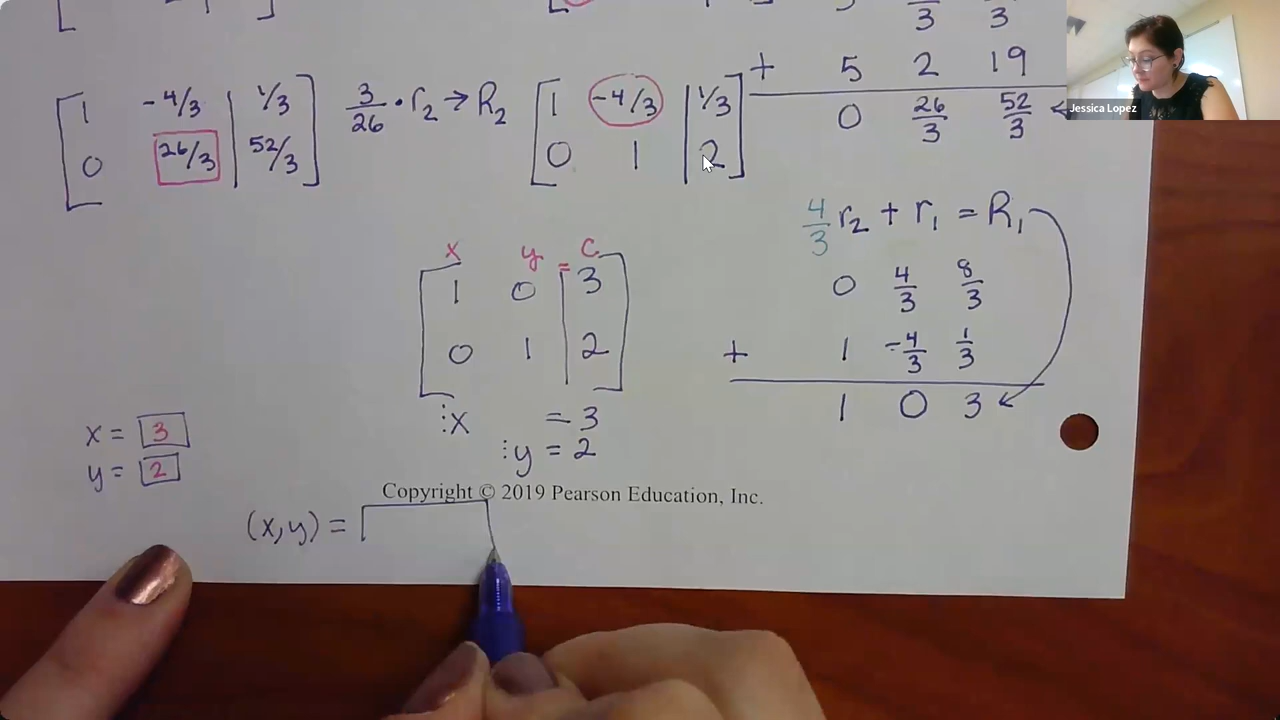 3 3
+ 5 2 19
0 26/3 52/3
Jessica Lopez
1 -4/3 | 1/3
0 26/3 | 52/3
3/26 · r₂ → R₂
1 -4/3 | 1/3
0 1 | 2
4/3 r₂ + r₁ = R₁
0 4/3 8/3
+ 1 -4/3 1/3
1 0 3
x y = c
1 0 | 3
0 1 | 2
⋮x = 3
⋮y = 2
x = 3
y = 2
Copyright © 2019 Pearson Education, Inc.
(x,y) =